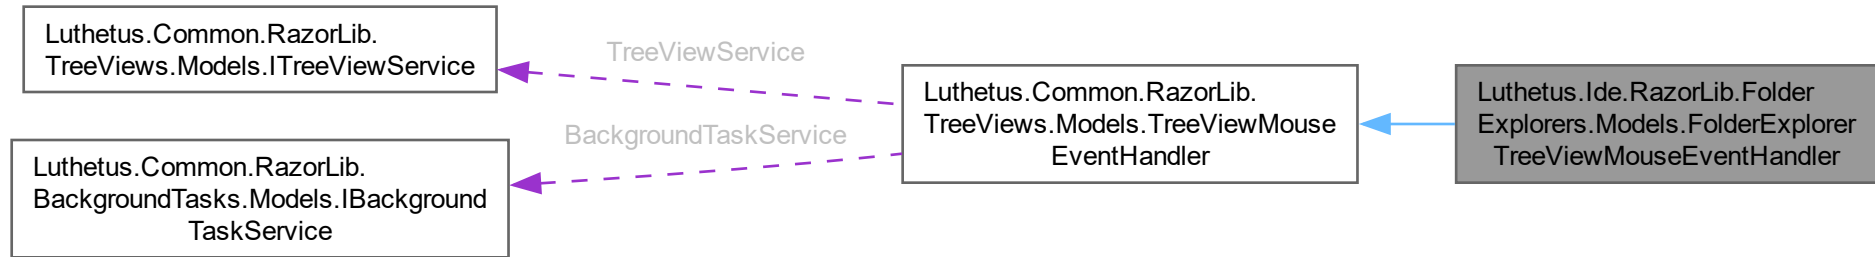 Luthetus.Common.RazorLib.
TreeViews.Models.ITreeViewService
TreeViewService
Luthetus.Common.RazorLib.
BackgroundTasks.Models.IBackground
TaskService
BackgroundTaskService
Luthetus.Common.RazorLib.
TreeViews.Models.TreeViewMouse
EventHandler
Luthetus.Ide.RazorLib.Folder
Explorers.Models.FolderExplorer
TreeViewMouseEventHandler